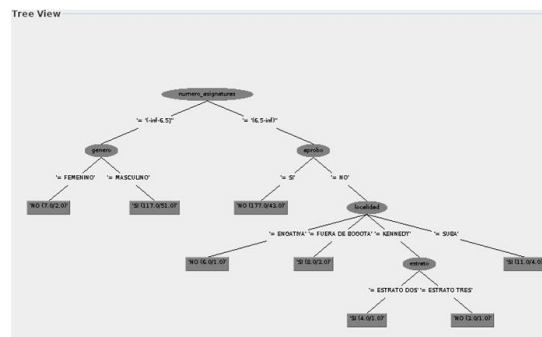 Tree View
numero_asignaturas
'= '(-inf-6.5]''
'= '(6.5-inf)''
genero
aprobo
'= FEMENINO' '= MASCULINO'
'= SI' '= NO'
'NO (7.0/2.0)'
'SI (117.0/51.0)'
'NO (177.0/43.0)'
localidad
'= ENGATIVA' '= FUERA DE BOGOTA' '= KENNEDY' '= SUBA'
'NO (6.0/1.0)'
'SI (8.0/2.0)'
estrato
'SI (11.0/4.0)
'= ESTRATO DOS' '= ESTRATO TRES'
'SI (4.0/1.0)'
'NO (2.0/1.0)'